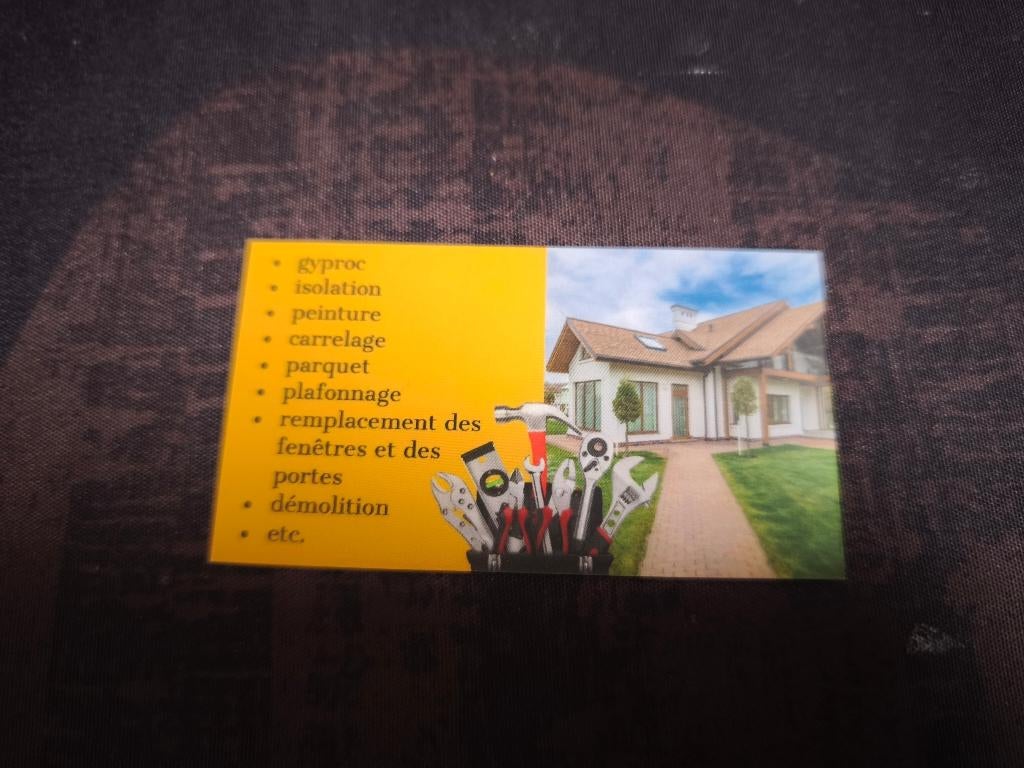 • gyproc
• isolation
• peinture
• carrelage
• parquet
• plafonnage
• remplacement des
fenêtres et des
portes
• démolition
• etc.